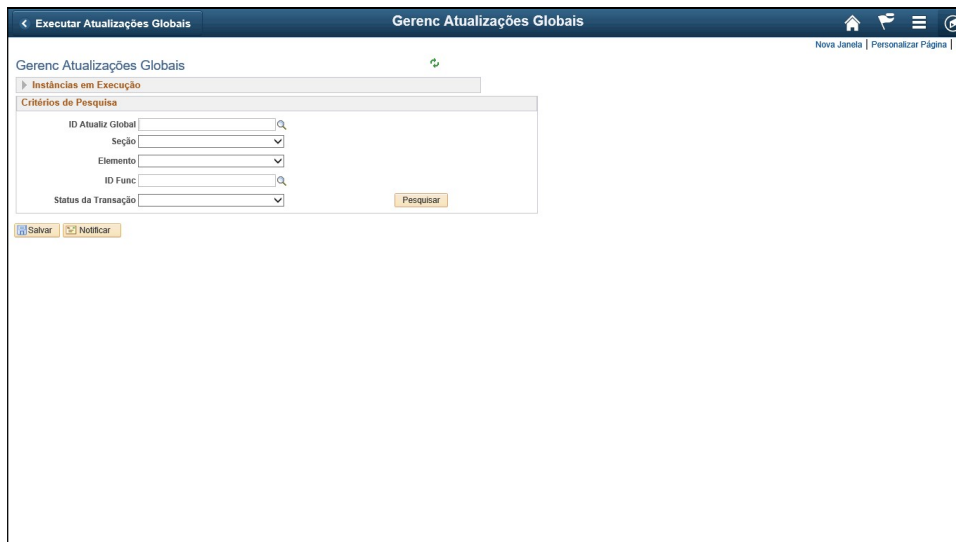 Executar Atualizações Globais
Gerenc Atualizações Globais
Nova Janela | Personalizar Página |
Gerenc Atualizações Globais
Instâncias em Execução
Critérios de Pesquisa
ID Atualiz Global
Seção
Elemento
ID Func
Status da Transação
Pesquisar
Salvar
Notificar